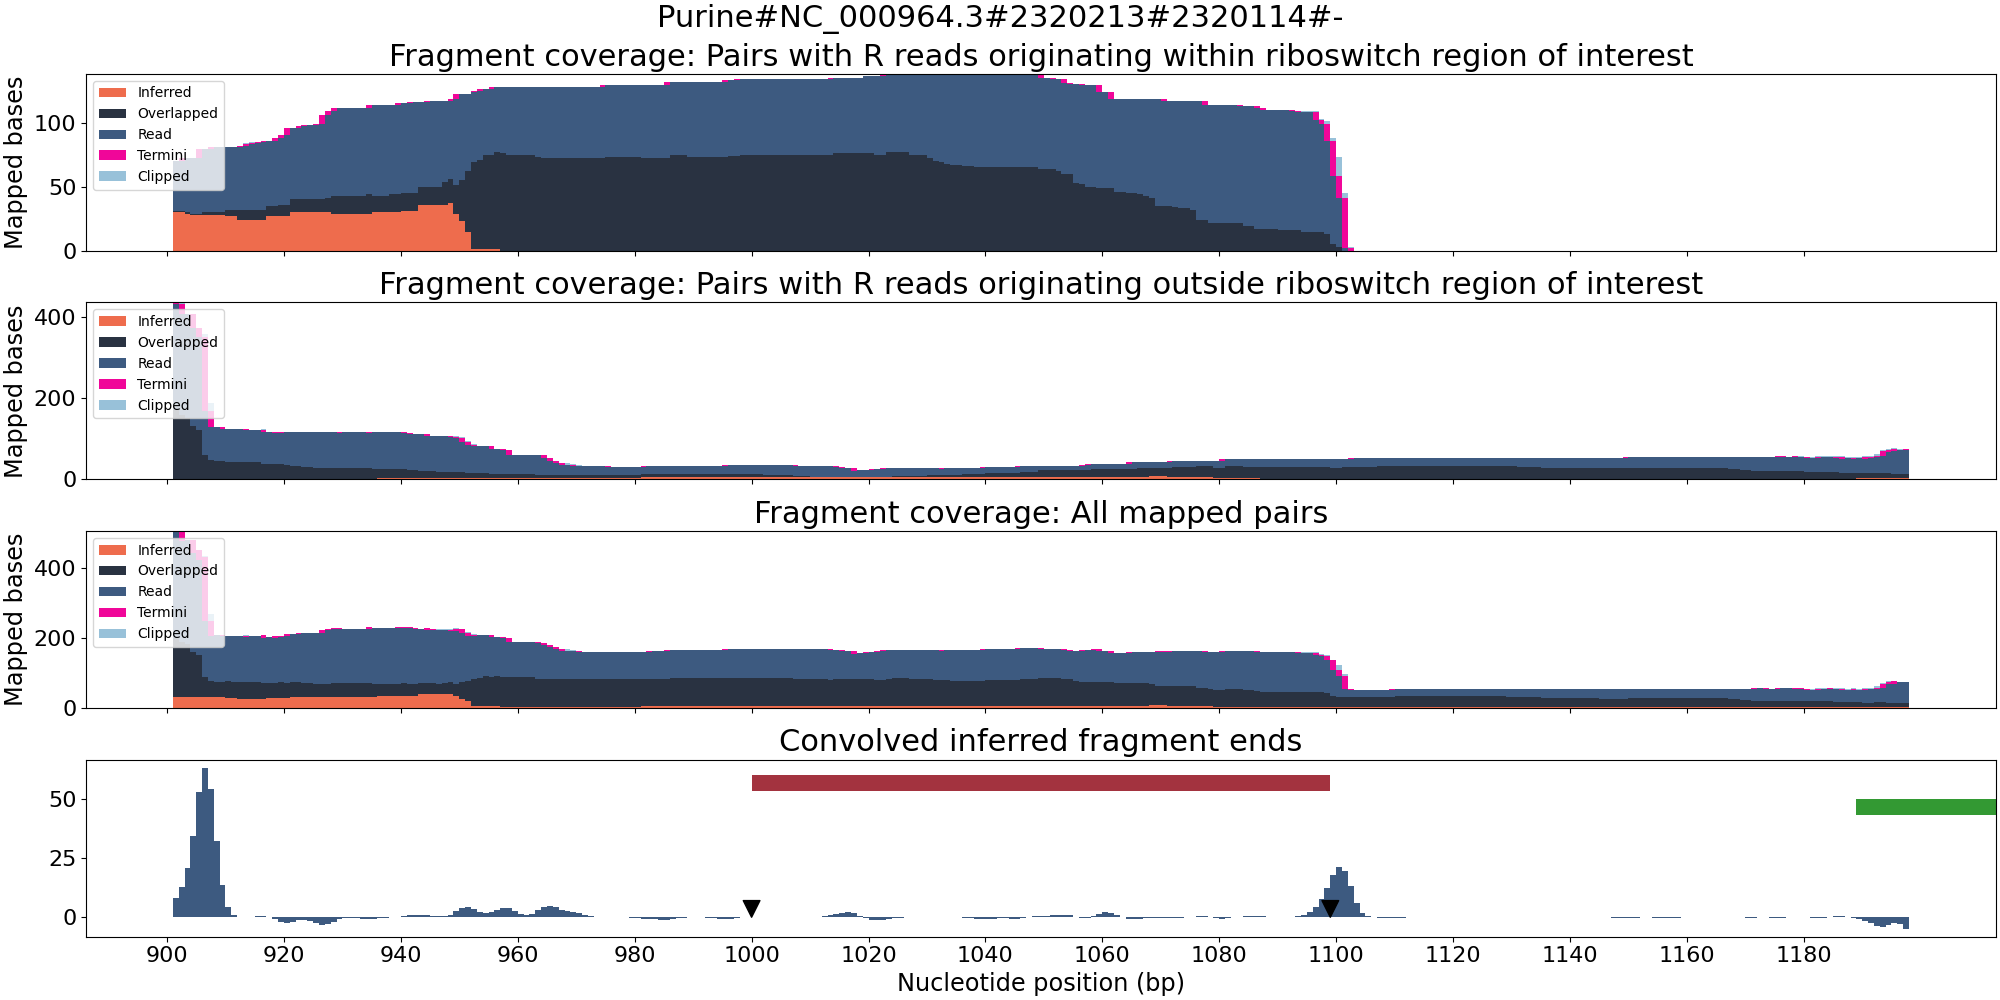 Purine#NC_000964.3#2320213#2320114#-
Fragment coverage: Pairs with R reads originating within riboswitch region of interest
Mapped bases
100
50
0
Inferred
Overlapped
Read
Termini
Clipped
Fragment coverage: Pairs with R reads originating outside riboswitch region of interest
Mapped bases
400
200
0
Inferred
Overlapped
Read
Termini
Clipped
Fragment coverage: All mapped pairs
Mapped bases
400
200
0
Inferred
Overlapped
Read
Termini
Clipped
Convolved inferred fragment ends
50
25
0
900 920 940 960 980 1000 1020 1040 1060 1080 1100 1120 1140 1160 1180
Nucleotide position (bp)